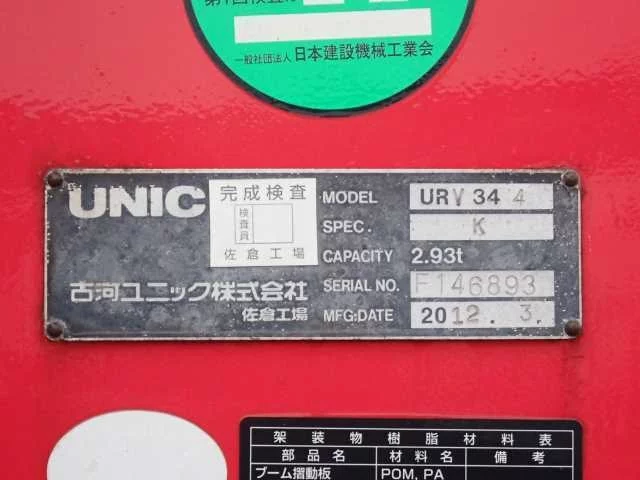 一般社団法人 日本建設機械工業会
UNIC
完成検査
検査員
佐倉工場
古河ユニック株式会社
佐倉工場
MODEL URV 34 4
SPEC. K
CAPACITY 2.93t
SERIAL NO. F146893
MFG:DATE 2012. 3.
架装物樹脂材料表
部品名 材料名 備考
ブーム摺動板 POM, PA